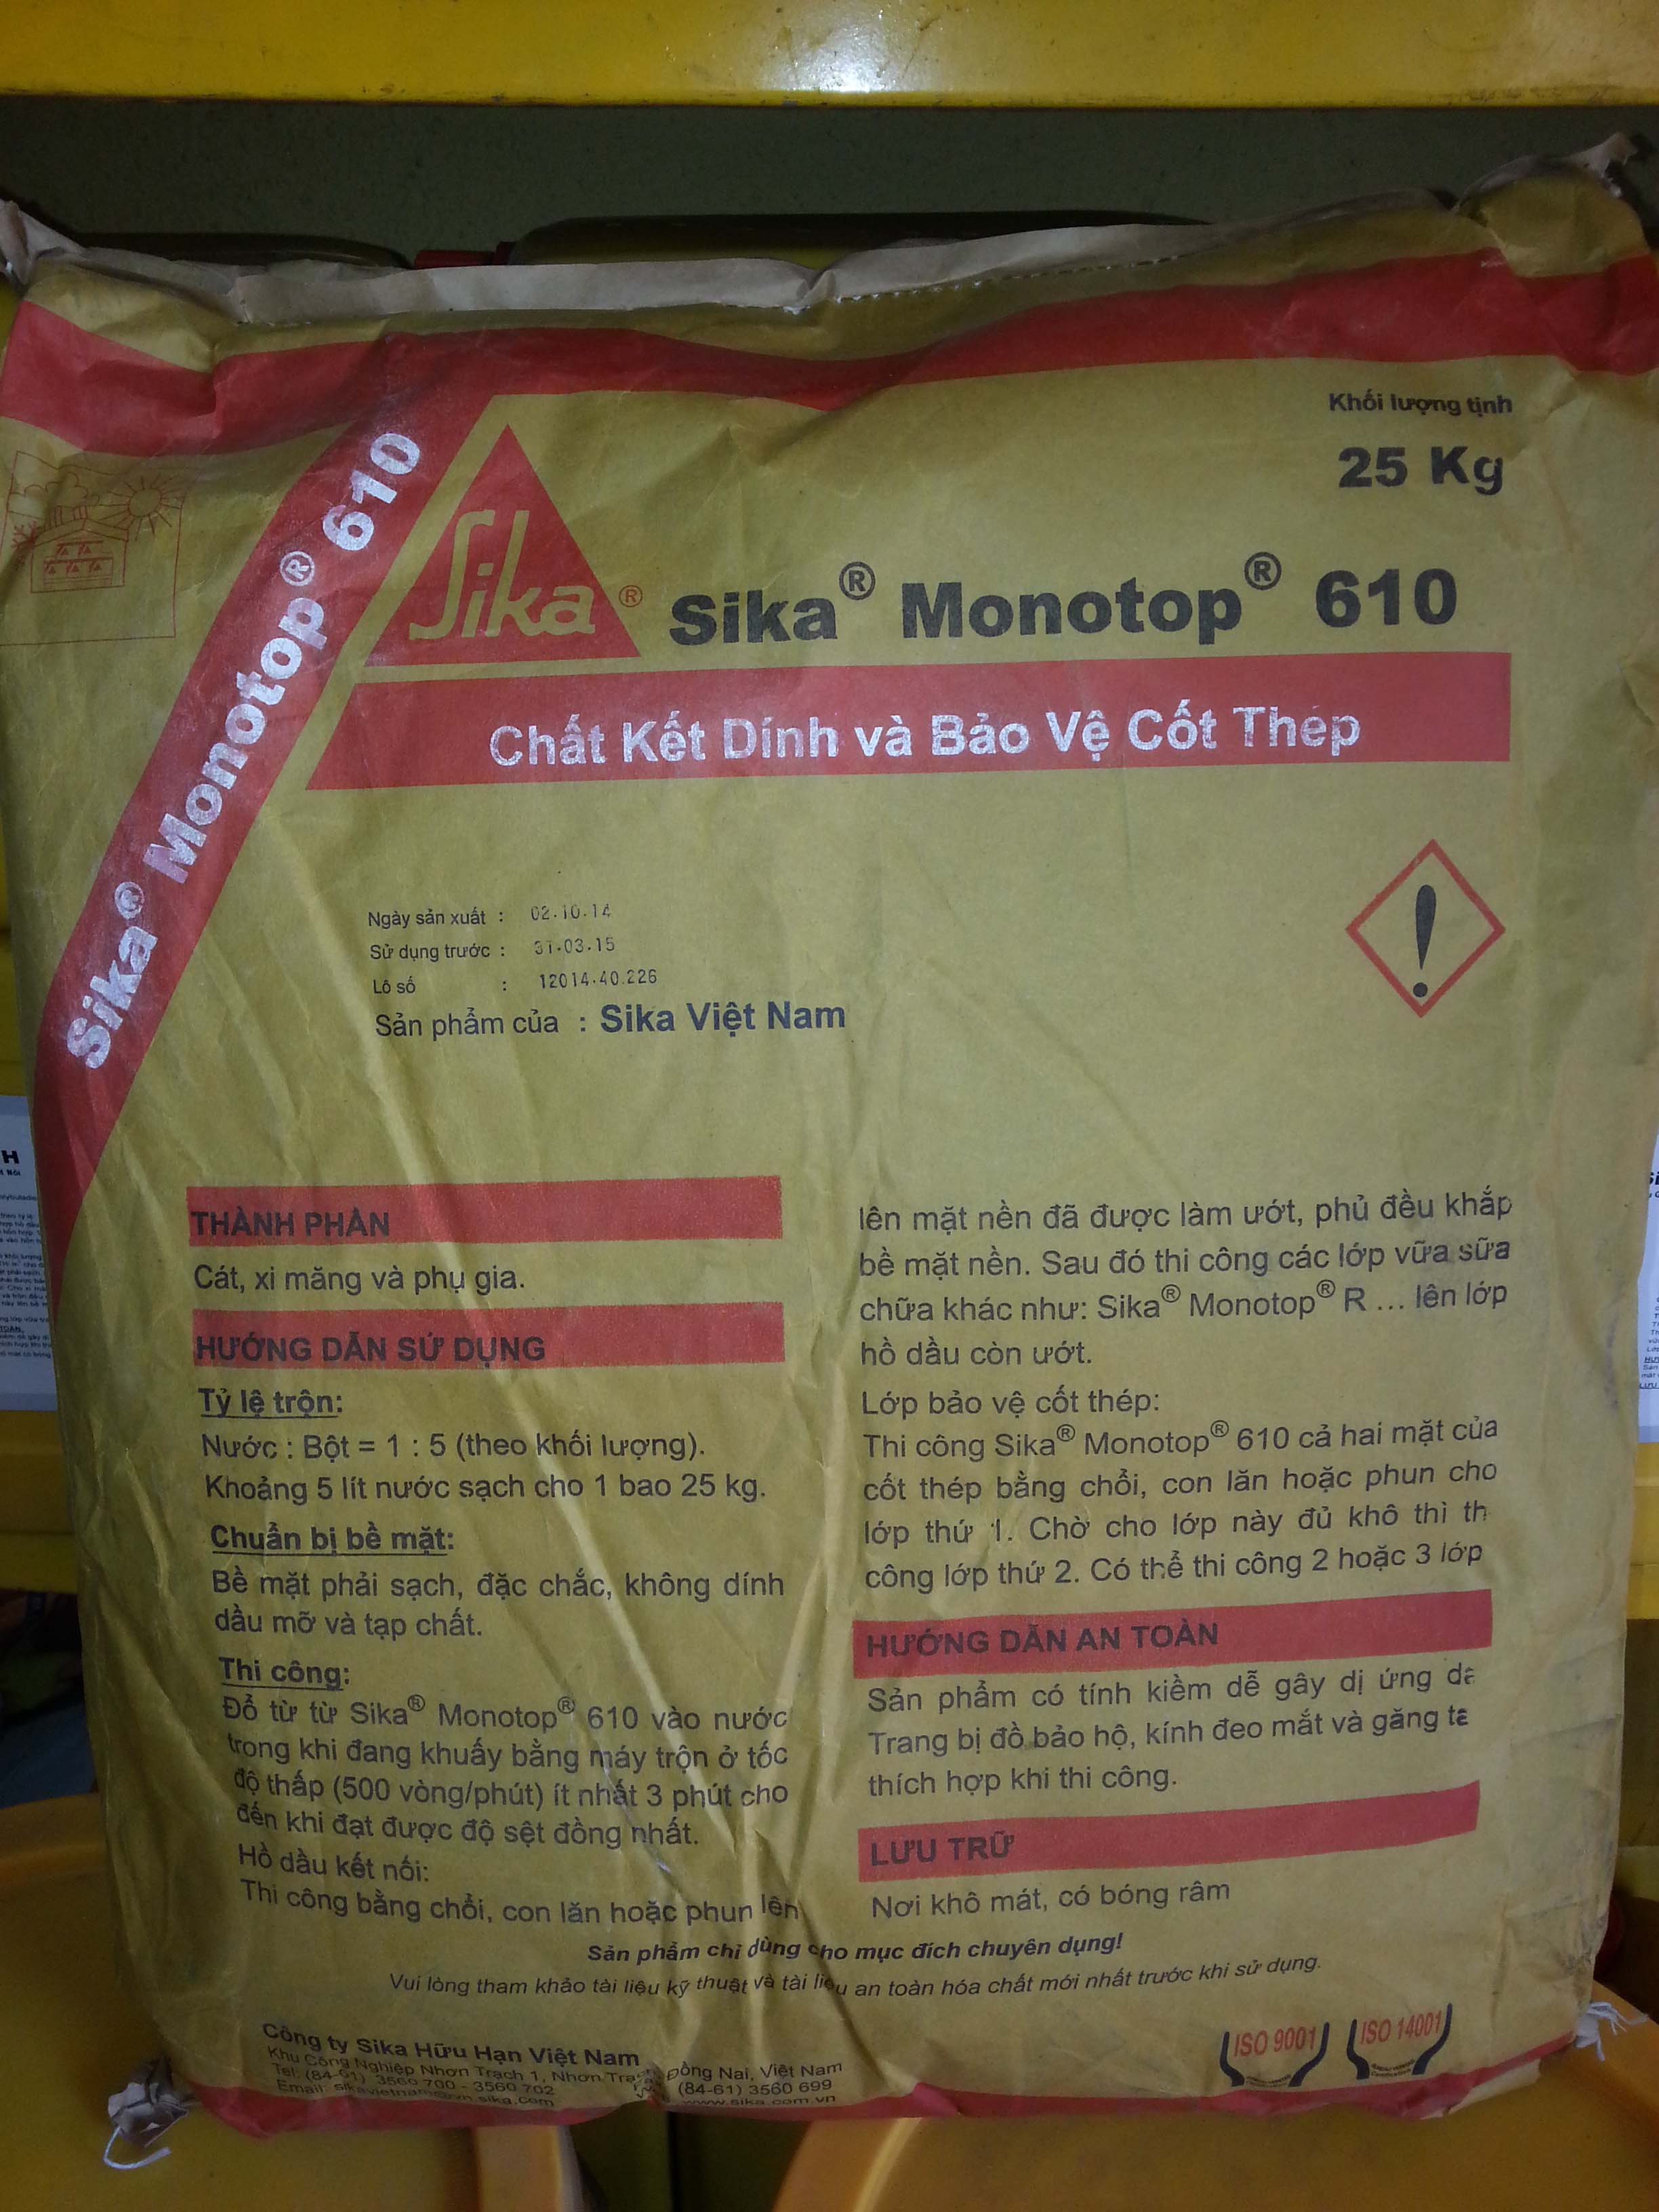 Khối lượng tịnh
25 Kg
Sika® Monotop® 610
Sika®
Sika® Monotop® 610
Chất Kết Dính và Bảo Vệ Cốt Thép
Ngày sản xuất : 02.10.14
Sử dụng trước : 31.03.15
Lô số : 12014.40.226
Sản phẩm của : Sika Việt Nam
THÀNH PHẦN
Cát, xi măng và phụ gia.
HƯỚNG DẪN SỬ DỤNG
Tỷ lệ trộn:
Nước : Bột = 1 : 5 (theo khối lượng).
Khoảng 5 lít nước sạch cho 1 bao 25 kg.
Chuẩn bị bề mặt:
Bề mặt phải sạch, đặc chắc, không dính
dầu mỡ và tạp chất.
Thi công:
Đổ từ từ Sika® Monotop® 610 vào nước
trong khi đang khuấy bằng máy trộn ở tốc
độ thấp (500 vòng/phút) ít nhất 3 phút cho
đến khi đạt được độ sệt đồng nhất.
Hồ dầu kết nối:
Thi công bằng chổi, con lăn hoặc phun lên
lên mặt nền đã được làm ướt, phủ đều khắp
bề mặt nền. Sau đó thi công các lớp vữa sữa
chữa khác như: Sika® Monotop® R ... lên lớp
hồ dầu còn ướt.
Lớp bảo vệ cốt thép:
Thi công Sika® Monotop® 610 cả hai mặt của
cốt thép bằng chổi, con lăn hoặc phun cho
lớp thứ 1. Chờ cho lớp này đủ khô thì th
công lớp thứ 2. Có thể thi công 2 hoặc 3 lớp
HƯỚNG DẪN AN TOÀN
Sản phẩm có tính kiềm dễ gây dị ứng da
Trang bị đồ bảo hộ, kính đeo mắt và găng ta
thích hợp khi thi công.
LƯU TRỮ
Nơi khô mát, có bóng râm
Sản phẩm chỉ dùng cho mục đích chuyên dụng!
Vui lòng tham khảo tài liệu kỹ thuật và tài liệu an toàn hóa chất mới nhất trước khi sử dụng.
Công ty Sika Hữu Hạn Việt Nam
Khu Công Nghiệp Nhơn Trạch 1, Nhơn Trạch, Đồng Nai, Việt Nam
Tel: (84-61) 3560 700 - 3560 702 (84-61) 3560 699
Email: sikavietnam@vn.sika.com www.sika.com.vn
ISO 9001 ISO 14001